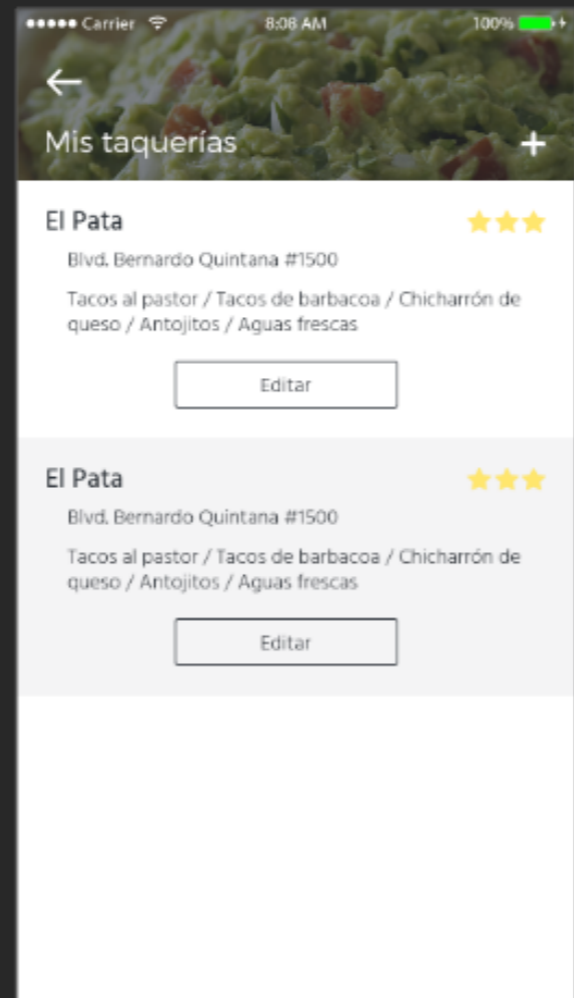 Carrier 8:08 AM 100%
Mis taquerías +
El Pata
Blvd. Bernardo Quintana #1500
Tacos al pastor / Tacos de barbacoa / Chicharrón de
queso / Antojitos / Aguas frescas
Editar
El Pata
Blvd. Bernardo Quintana #1500
Tacos al pastor / Tacos de barbacoa / Chicharrón de
queso / Antojitos / Aguas frescas
Editar